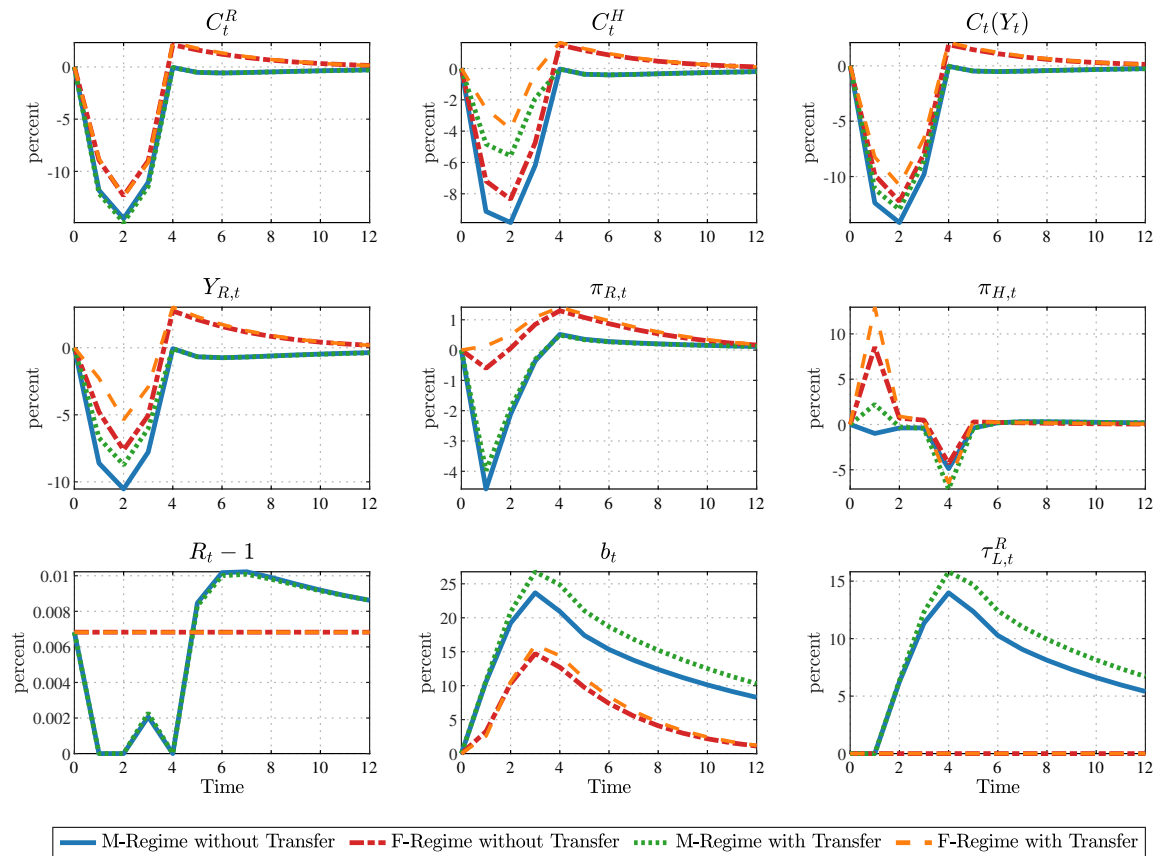 C_t^R
percent
0
-5
-10
0 2 4 6 8 10 12
C_t^H
percent
0
-2
-4
-6
-8
0 2 4 6 8 10 12
C_t(Y_t)
percent
0
-5
-10
0 2 4 6 8 10 12
Y_{R,t}
percent
0
-5
-10
0 2 4 6 8 10 12
π_{R,t}
percent
1
0
-1
-2
-3
-4
0 2 4 6 8 10 12
π_{H,t}
percent
10
5
0
-5
0 2 4 6 8 10 12
R_t − 1
percent
0.01
0.008
0.006
0.004
0.002
0
0 2 4 6 8 10 12
Time
b_t
percent
25
20
15
10
5
0
0 2 4 6 8 10 12
Time
τ_{L,t}^R
percent
15
10
5
0
0 2 4 6 8 10 12
Time
M-Regime without Transfer F-Regime without Transfer M-Regime with Transfer F-Regime with Transfer